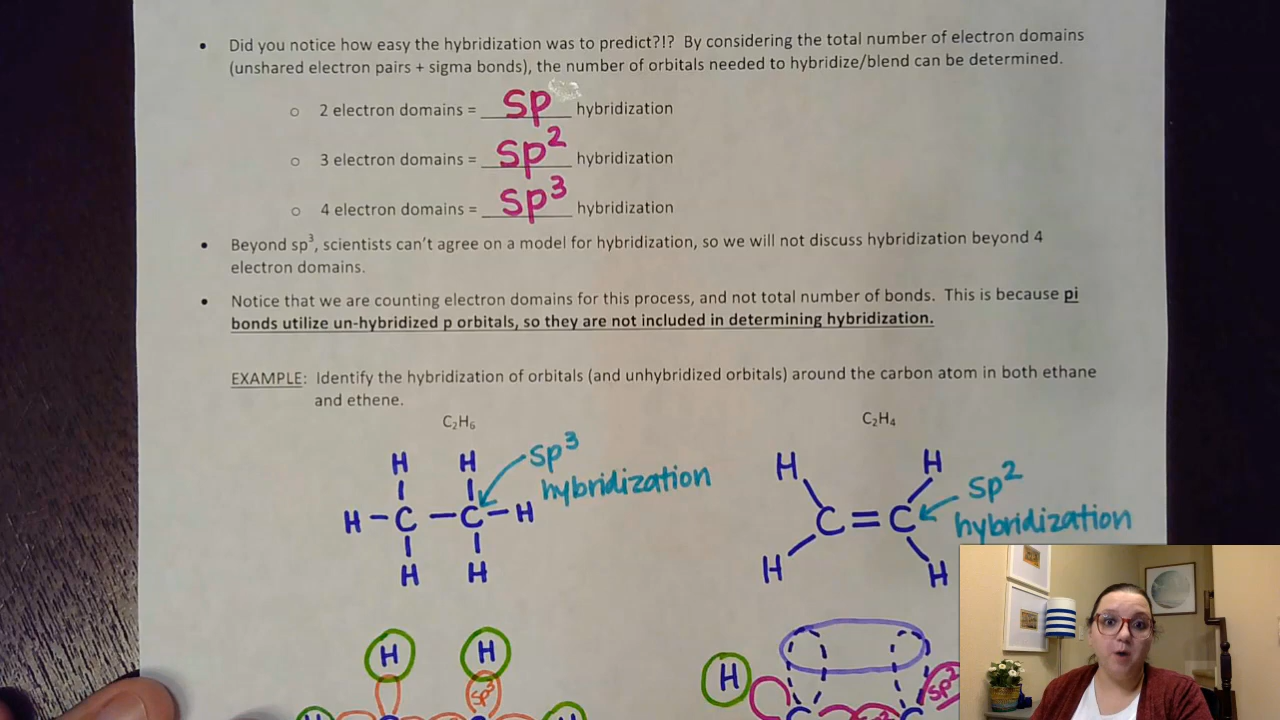 • Did you notice how easy the hybridization was to predict?!? By considering the total number of electron domains
(unshared electron pairs + sigma bonds), the number of orbitals needed to hybridize/blend can be determined.
o 2 electron domains = sp hybridization
o 3 electron domains = sp² hybridization
o 4 electron domains = sp³ hybridization
• Beyond sp³, scientists can't agree on a model for hybridization, so we will not discuss hybridization beyond 4
electron domains.
• Notice that we are counting electron domains for this process, and not total number of bonds. This is because pi
bonds utilize un-hybridized p orbitals, so they are not included in determining hybridization.
EXAMPLE: Identify the hybridization of orbitals (and unhybridized orbitals) around the carbon atom in both ethane
and ethene.
C₂H₆
H H
H-C-C-H
H H
sp³
hybridization
C₂H₄
H H
C=C
H H
sp²
hybridization
H H
sp³
H
sp²